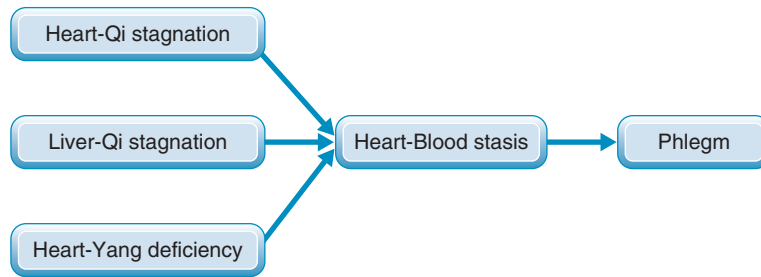 Heart-Qi stagnation
Liver-Qi stagnation
Heart-Blood stasis
Phlegm
Heart-Yang deficiency